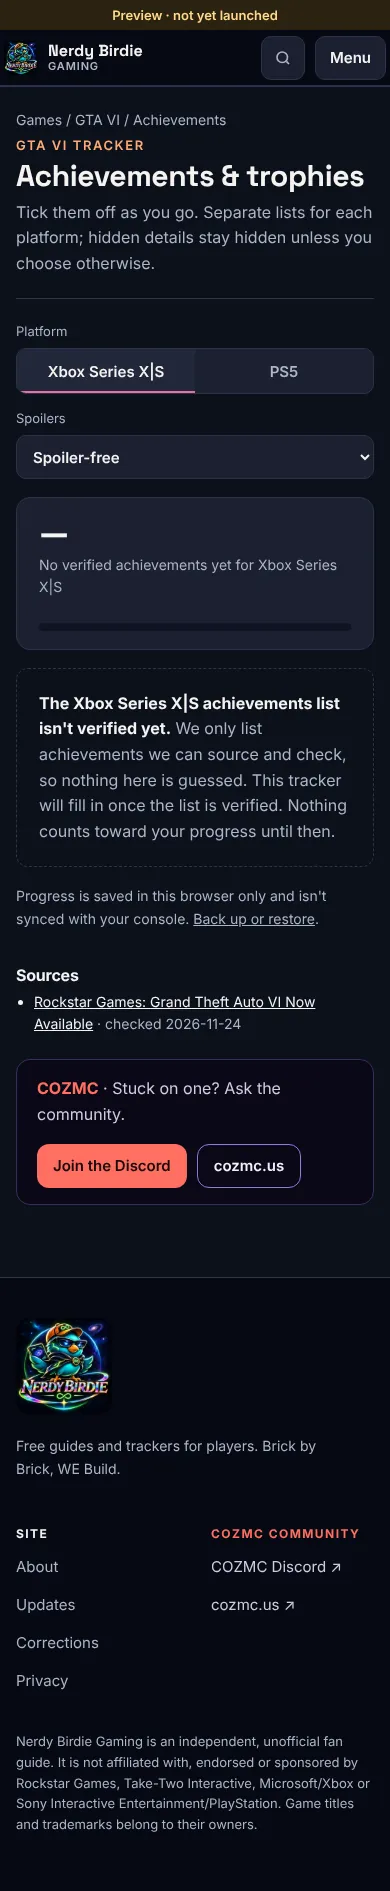 Preview · not yet launched
Nerdy Birdie
GAMING
Menu
Games / GTA VI / Achievements
GTA VI TRACKER
Achievements & trophies
Tick them off as you go. Separate lists for each
platform; hidden details stay hidden unless you
choose otherwise.
Platform
Xbox Series X|S
PS5
Spoilers
Spoiler-free
—
No verified achievements yet for Xbox Series
X|S
The Xbox Series X|S achievements list
isn't verified yet. We only list
achievements we can source and check,
so nothing here is guessed. This tracker
will fill in once the list is verified. Nothing
counts toward your progress until then.
Progress is saved in this browser only and isn't
synced with your console. Back up or restore.
Sources
• Rockstar Games: Grand Theft Auto VI Now
Available · checked 2026-11-24
COZMC · Stuck on one? Ask the
community.
Join the Discord
cozmc.us
NERDY BIRDIE
Free guides and trackers for players. Brick by
Brick, WE Build.
SITE
About
Updates
Corrections
Privacy
COZMC COMMUNITY
COZMC Discord ↗
cozmc.us ↗
Nerdy Birdie Gaming is an independent, unofficial fan
guide. It is not affiliated with, endorsed or sponsored by
Rockstar Games, Take-Two Interactive, Microsoft/Xbox or
Sony Interactive Entertainment/PlayStation. Game titles
and trademarks belong to their owners.